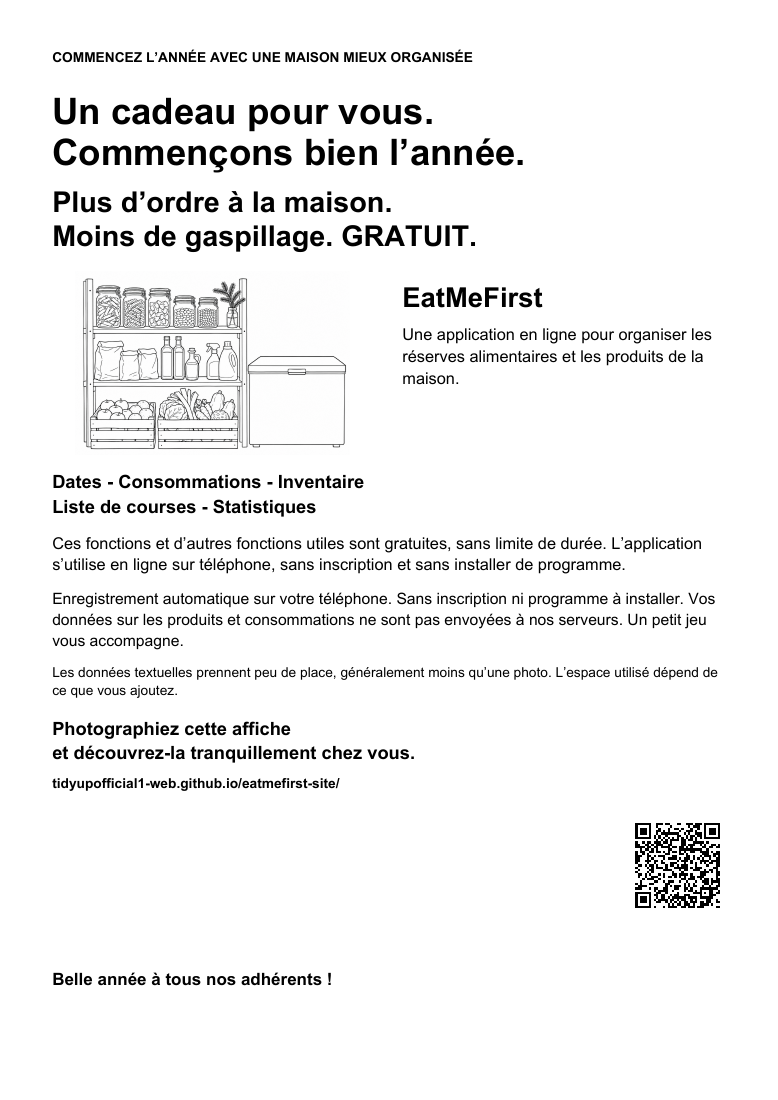 COMMENCEZ L’ANNÉE AVEC UNE MAISON MIEUX ORGANISÉE
Un cadeau pour vous.
Commençons bien l’année.
Plus d’ordre à la maison.
Moins de gaspillage. GRATUIT.
EatMeFirst
Une application en ligne pour organiser les
réserves alimentaires et les produits de la
maison.
Dates - Consommations - Inventaire
Liste de courses - Statistiques
Ces fonctions et d’autres fonctions utiles sont gratuites, sans limite de durée. L’application
s’utilise en ligne sur téléphone, sans inscription et sans installer de programme.
Enregistrement automatique sur votre téléphone. Sans inscription ni programme à installer. Vos
données sur les produits et consommations ne sont pas envoyées à nos serveurs. Un petit jeu
vous accompagne.
Les données textuelles prennent peu de place, généralement moins qu’une photo. L’espace utilisé dépend de
ce que vous ajoutez.
Photographiez cette affiche
et découvrez-la tranquillement chez vous.
tidyupofficial1-web.github.io/eatmefirst-site/
Belle année à tous nos adhérents !